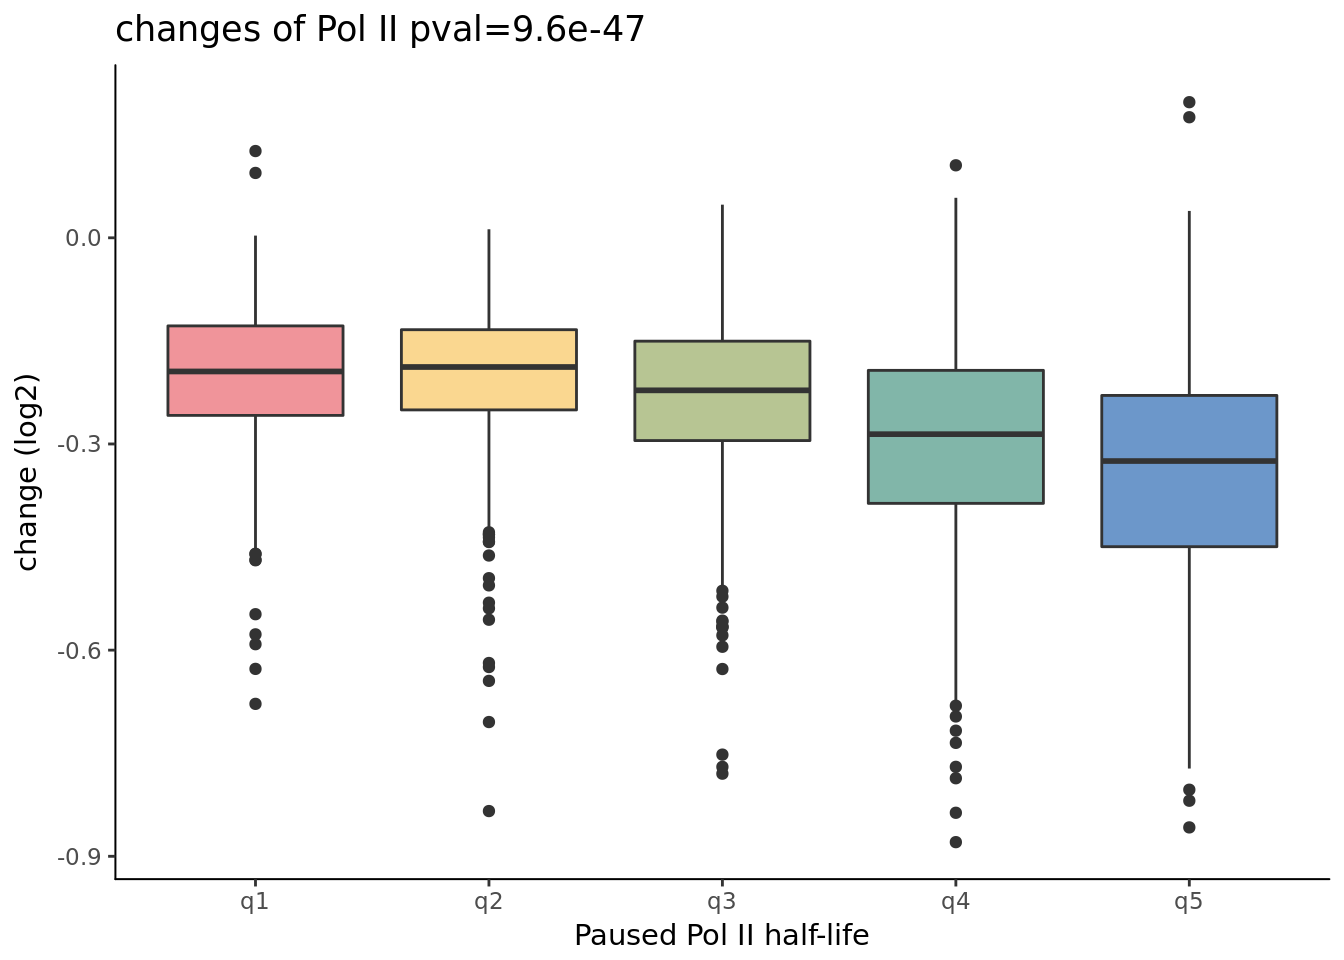 changes of Pol II pval=9.6e-47
change (log2)
0.0
-0.3
-0.6
-0.9
q1 q2 q3 q4 q5
Paused Pol II half-life